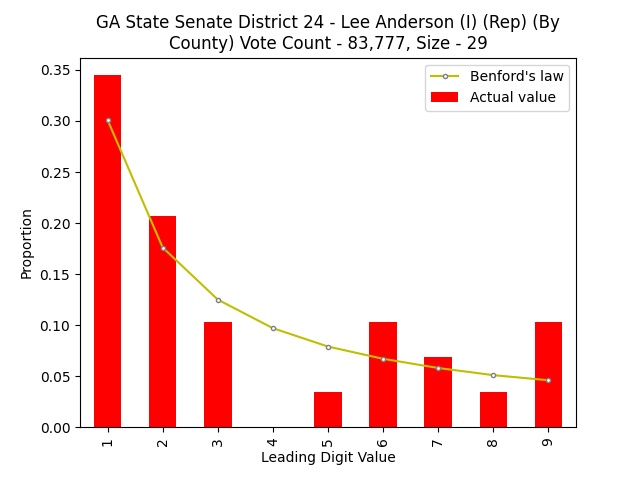 GA State Senate District 24 - Lee Anderson (I) (Rep) (By
County) Vote Count - 83,777, Size - 29
Benford's law
Actual value
Proportion
0.35
0.30
0.25
0.20
0.15
0.10
0.05
0.00
1 2 3 4 5 6 7 8 9
Leading Digit Value